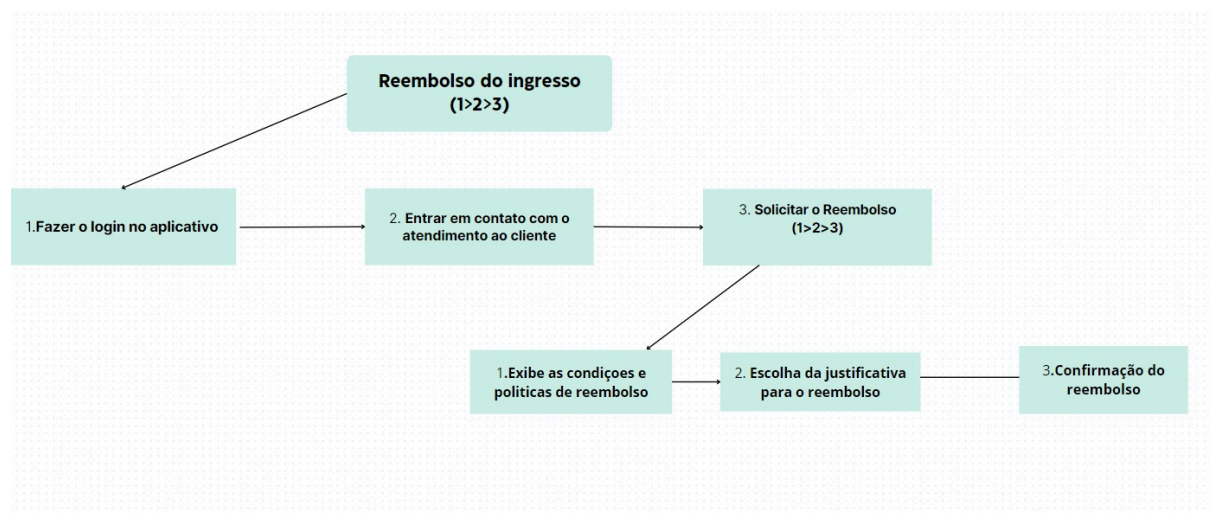 Reembolso do ingresso
(1>2>3)
1.Fazer o login no aplicativo
2. Entrar em contato com o
atendimento ao cliente
3. Solicitar o Reembolso
(1>2>3)
1.Exibe as condiçoes e
politicas de reembolso
2. Escolha da justificativa
para o reembolso
3.Confirmação do
reembolso